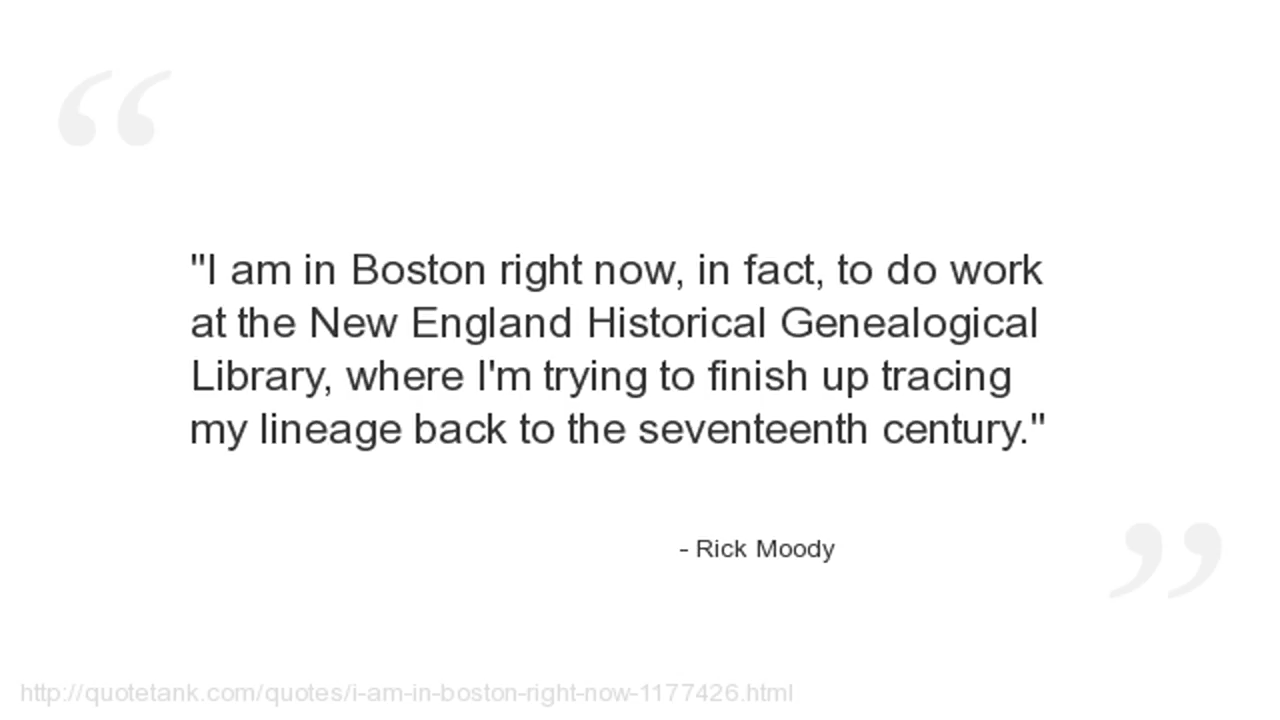 "I am in Boston right now, in fact, to do work
at the New England Historical Genealogical
Library, where I'm trying to finish up tracing
my lineage back to the seventeenth century."
- Rick Moody
http://quotetank.com/quotes/i-am-in-boston-right-now-1177426.html